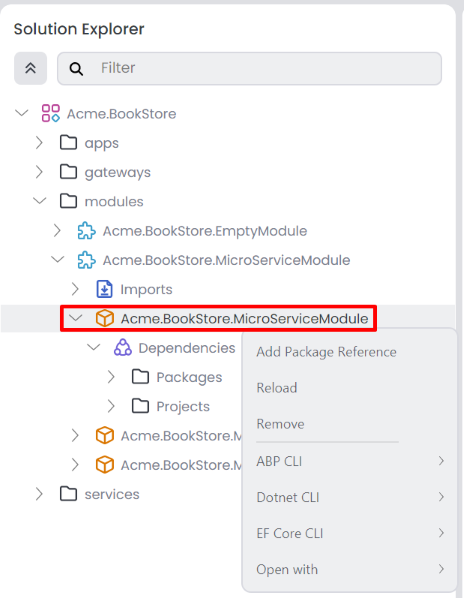 Solution Explorer
Filter
Acme.BookStore
apps
gateways
modules
Acme.BookStore.EmptyModule
Acme.BookStore.MicroServiceModule
Imports
Acme.BookStore.MicroServiceModule
Dependencies
Packages
Projects
Acme.BookStore.M
Acme.BookStore.M
services
Add Package Reference
Reload
Remove
ABP CLI
Dotnet CLI
EF Core CLI
Open with